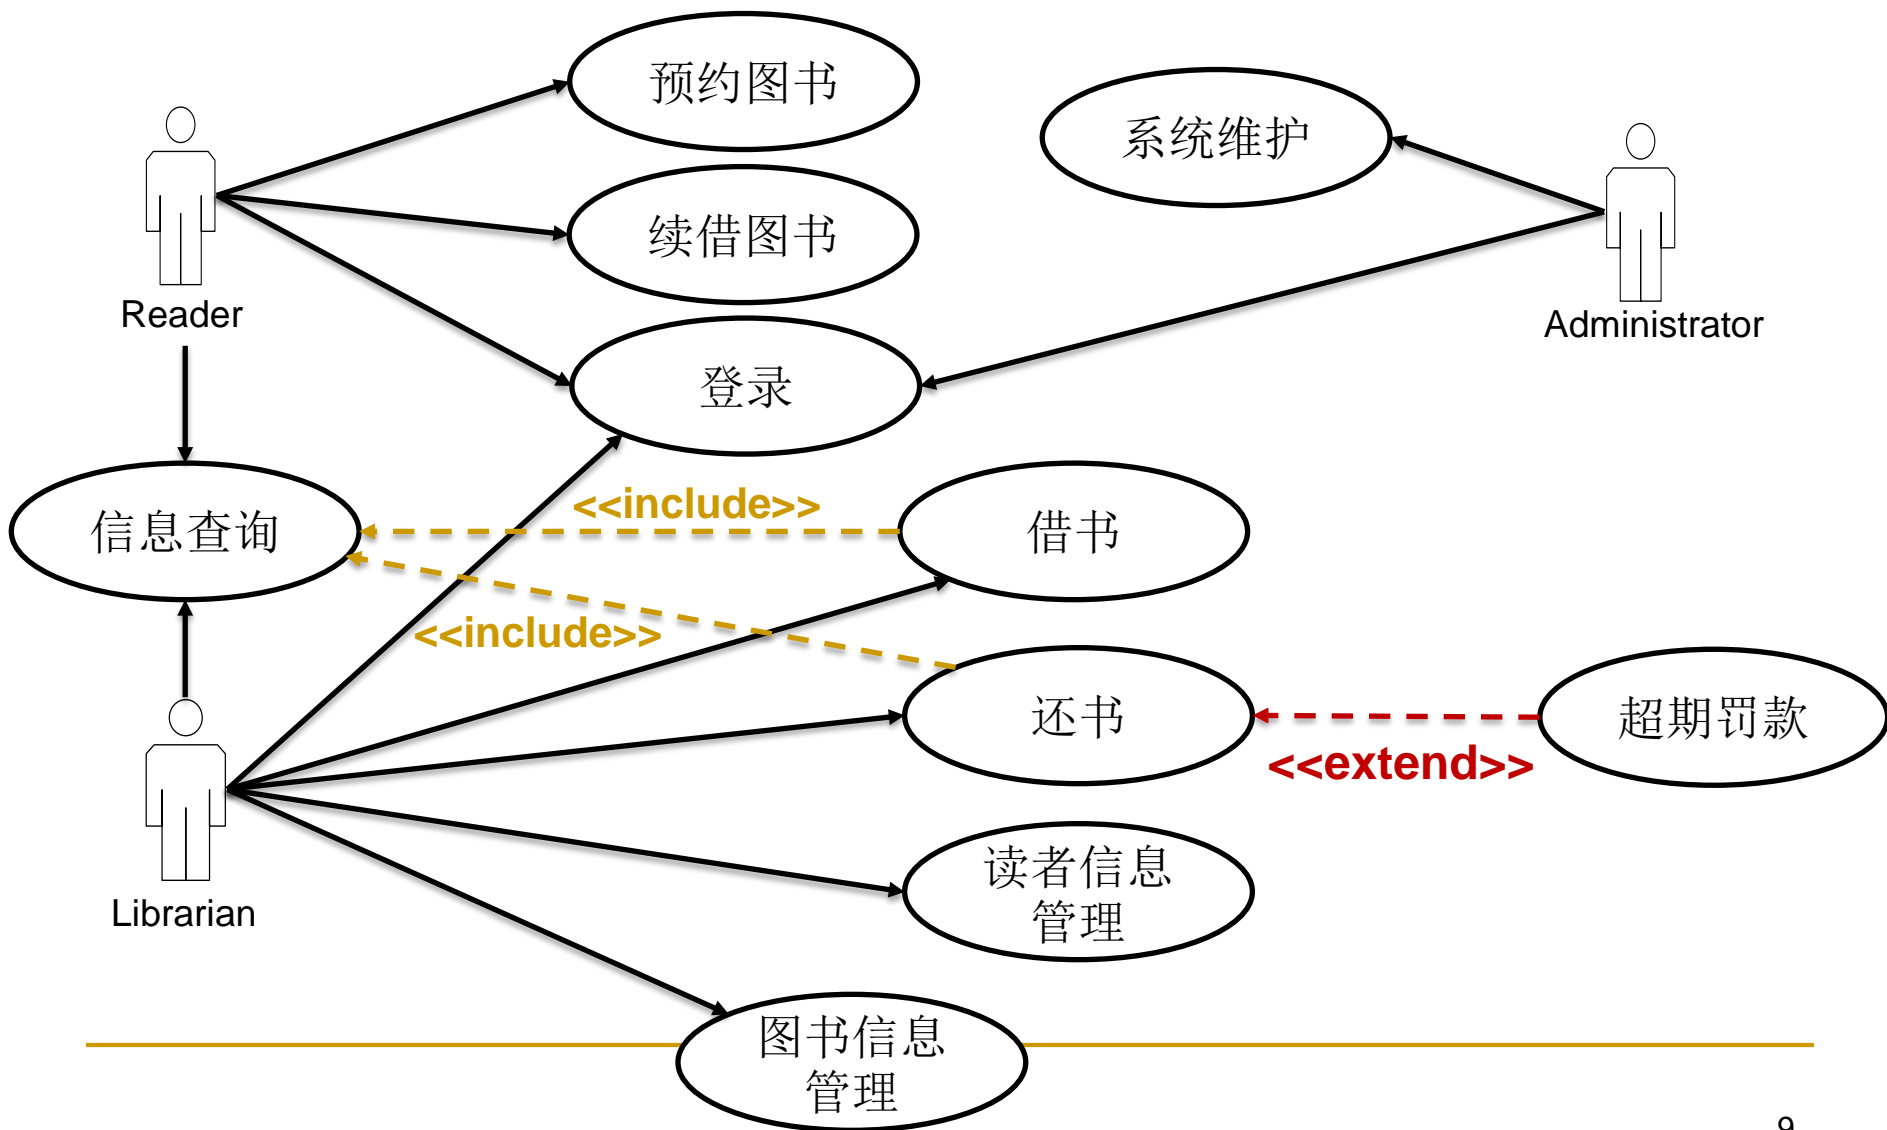 预约图书
系统维护
续借图书
Reader
Administrator
登录
<<include>>
信息查询
借书
<<include>>
还书
超期罚款
<<extend>>
读者信息
管理
Librarian
图书信息
管理
9